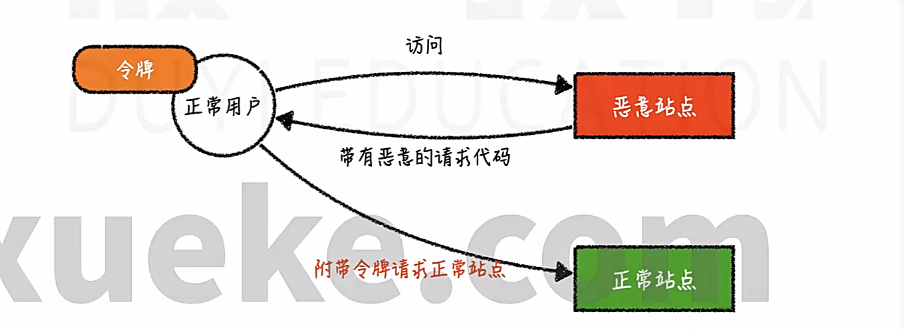 访问
令牌
正常用户
恶意站点
带有恶意的请求代码
附带令牌请求正常站点
正常站点
DUYI EDUCATION
xueke.com